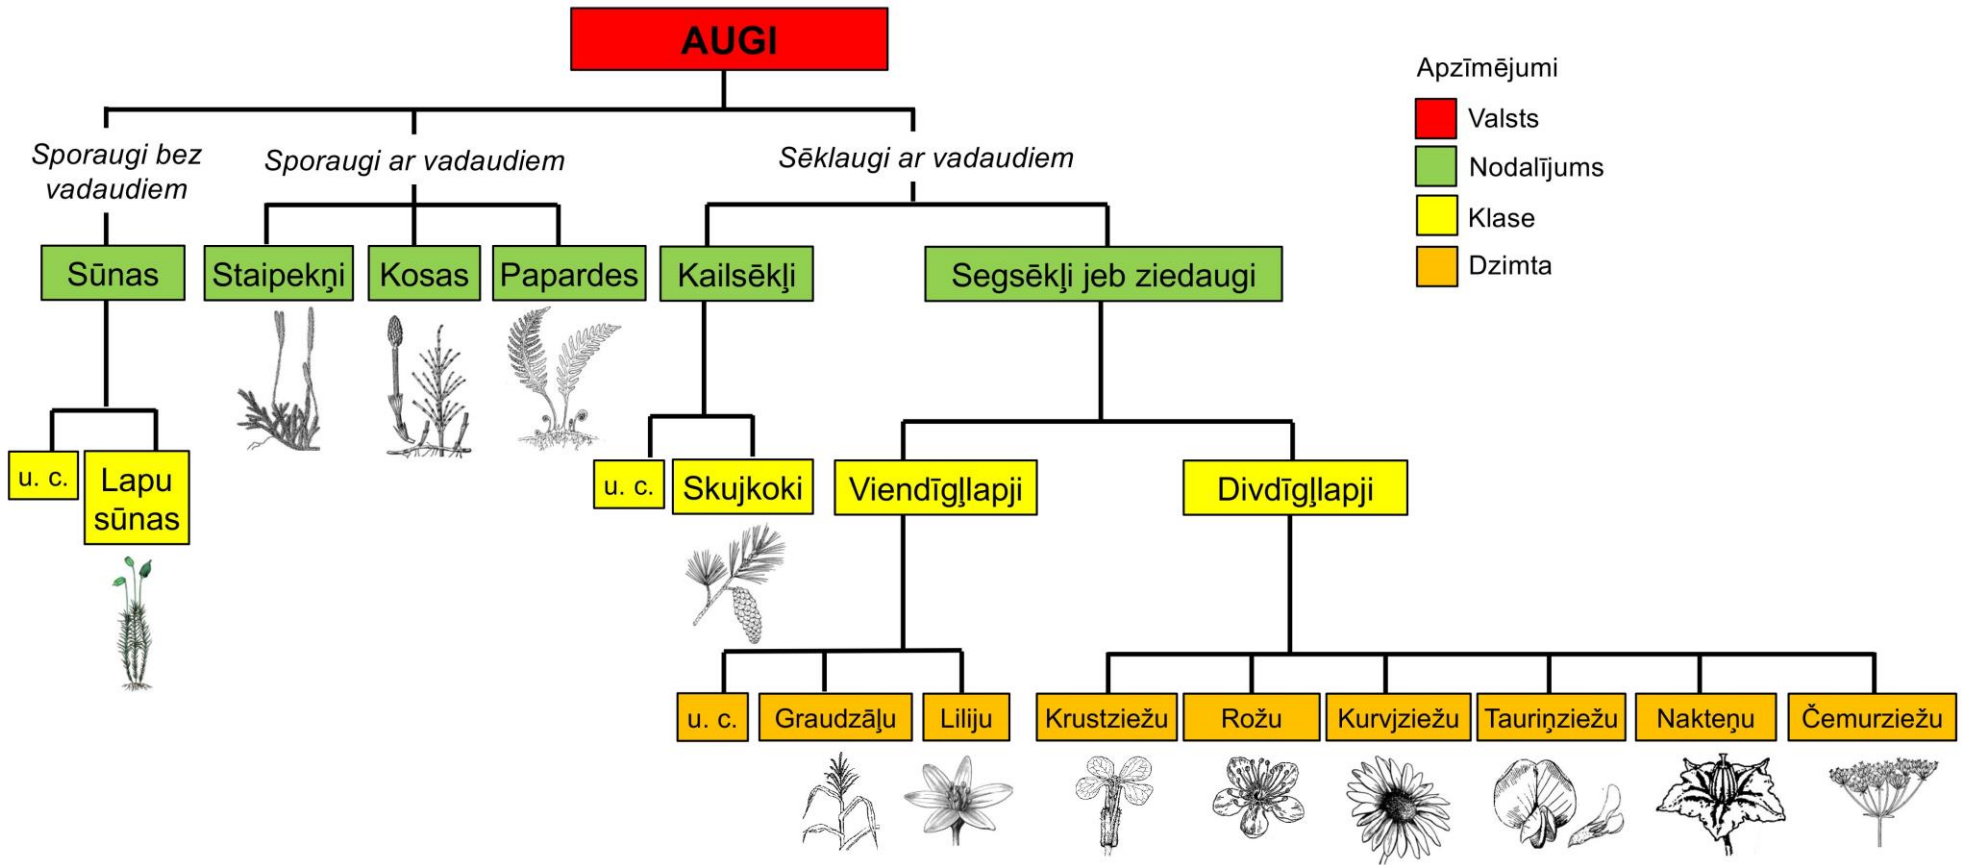 AUGI
Apzīmējumi
Valsts
Nodalījums
Klase
Dzimta
Sporaugi bez
vadaudiem
Sporaugi ar vadaudiem
Sēklaugi ar vadaudiem
Sūnas
Staipekņi
Kosas
Papardes
Kailsēkļi
Segsēkļi jeb ziedaugi
u. c.
Lapu
sūnas
u. c.
Skujkoki
Viendīgļlapji
Divdīgļlapji
u. c.
Graudzāļu
Liliju
Krustziežu
Rožu
Kurvjziežu
Tauriņziežu
Nakteņu
Čemurziežu